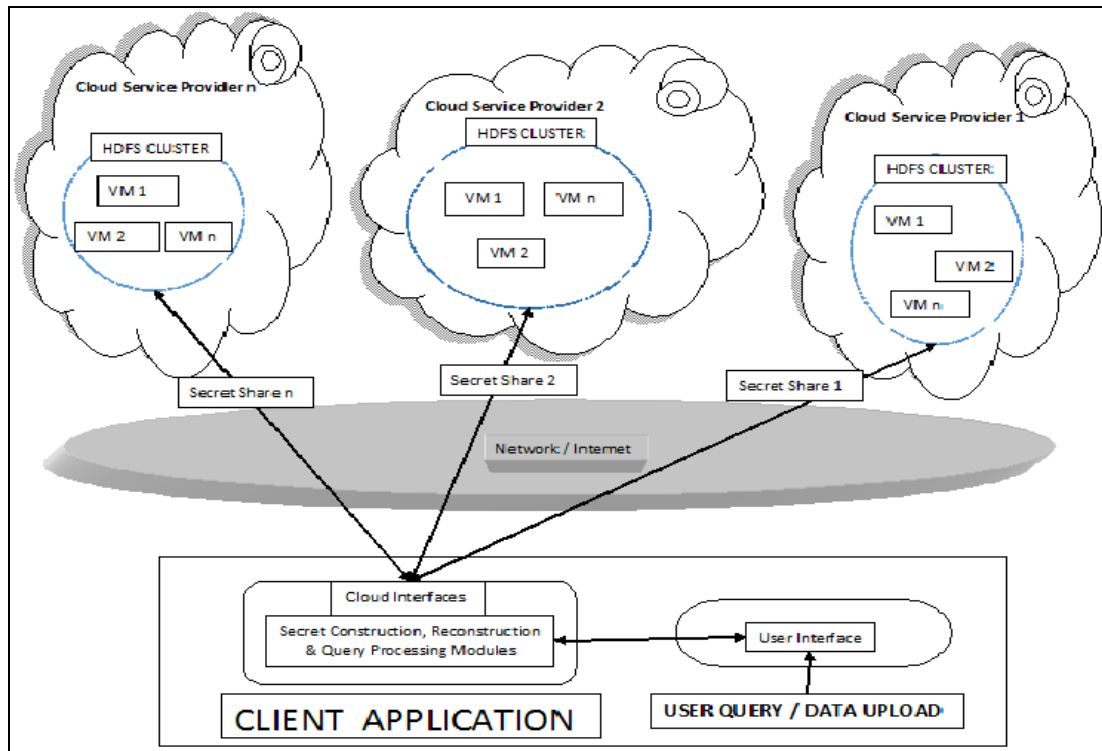 Cloud Service Provider n
HDFS CLUSTER
VM 1
VM 2
VM n
Cloud Service Provider 2
HDFS CLUSTER
VM 1
VM n
VM 2
Cloud Service Provider 1
HDFS CLUSTER
VM 1
VM 2
VM n
Secret Share n
Secret Share 2
Secret Share 1
Network / Internet
Cloud Interfaces
Secret Construction, Reconstruction
& Query Processing Modules
User Interface
CLIENT APPLICATION
USER QUERY / DATA UPLOAD